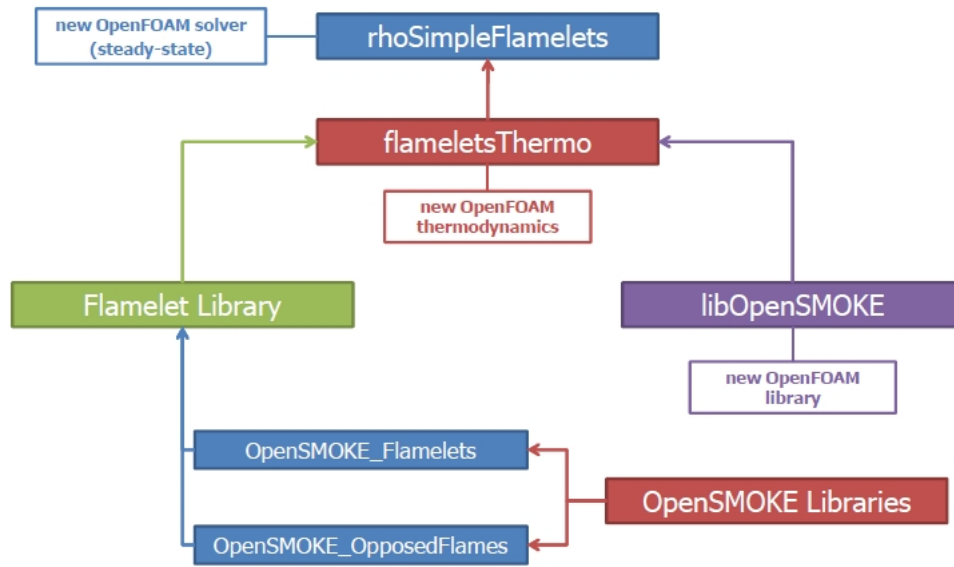 new OpenFOAM solver
(steady-state)
rhoSimpleFlamelets
flameletsThermo
new OpenFOAM
thermodynamics
Flamelet Library
libOpenSMOKE
new OpenFOAM
library
OpenSMOKE_Flamelets
OpenSMOKE Libraries
OpenSMOKE_OpposedFlames